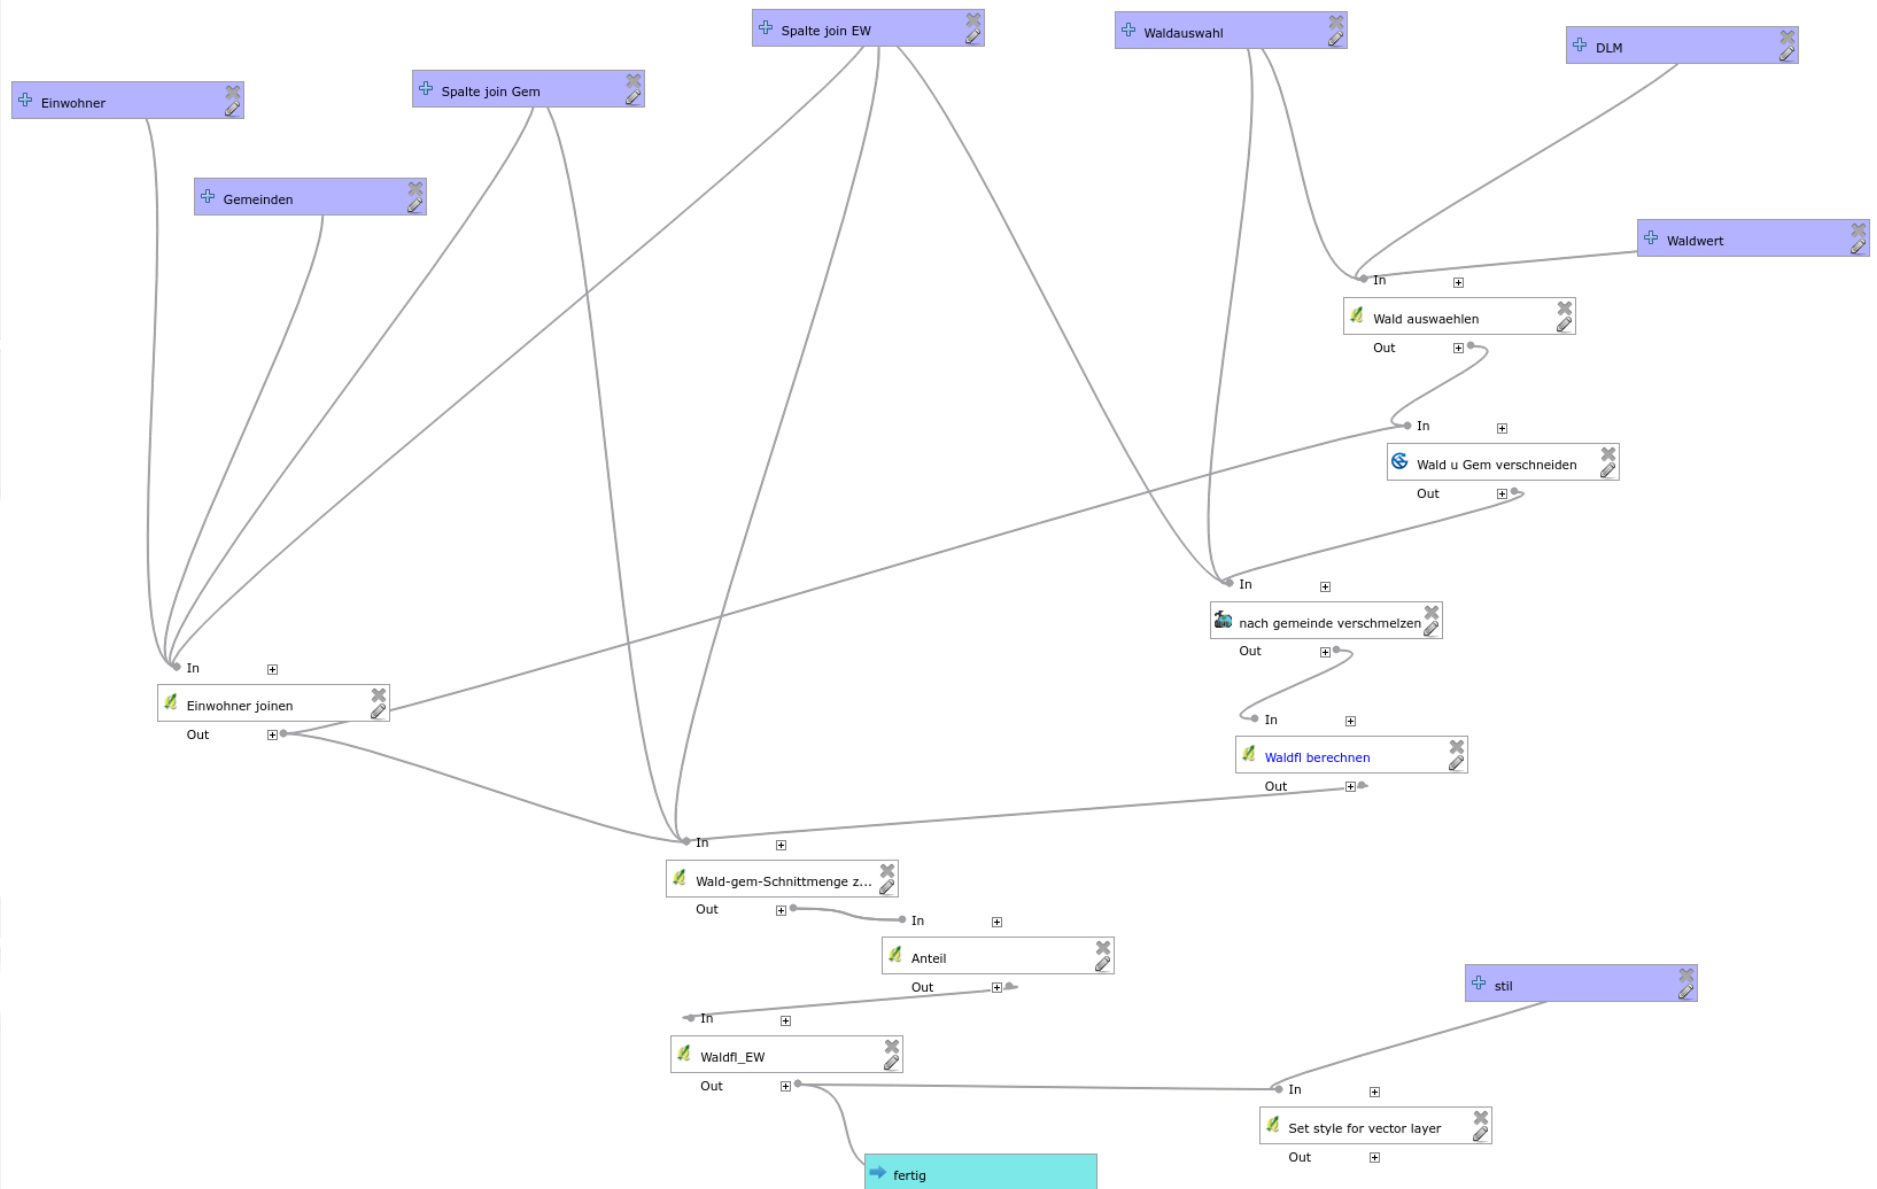 Spalte join EW
Waldauswahl
DLM
Spalte join Gem
Einwohner
Gemeinden
Waldwert
In
Wald auswaehlen
Out
In
Wald u Gem verschneiden
Out
In
nach gemeinde verschmelzen
Out
In
Einwohner joinen
Out
In
Waldfl berechnen
Out
In
Wald-gem-Schnittmenge z...
Out
In
Anteil
Out
stil
In
Waldfl_EW
Out
In
Set style for vector layer
Out
fertig